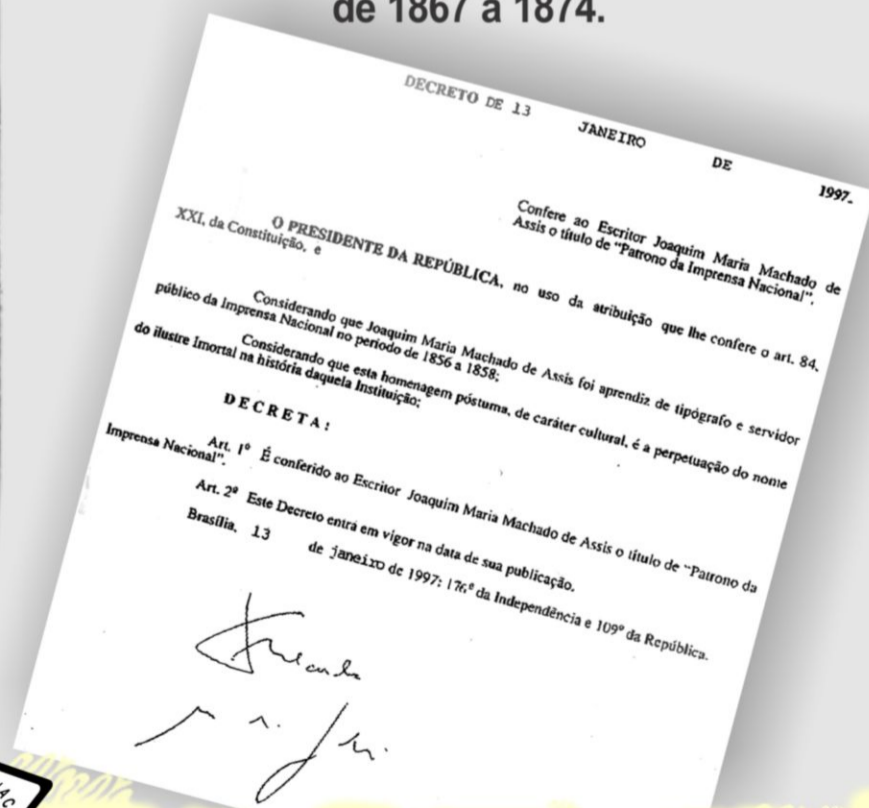 de 1867 a 1874.
DECRETO DE 13 JANEIRO DE 1997.
Confere ao Escritor Joaquim Maria Machado de
Assis o título de "Patrono da Imprensa Nacional".
O PRESIDENTE DA REPÚBLICA, no uso da atribuição que lhe confere o art. 84,
XXI, da Constituição, e
Considerando que Joaquim Maria Machado de Assis foi aprendiz de tipógrafo e servidor
público da Imprensa Nacional no período de 1856 a 1858;
Considerando que esta homenagem póstuma, de caráter cultural, é a perpetuação do nome
do ilustre Imortal na história daquela Instituição;
DECRETA:
Art. 1º É conferido ao Escritor Joaquim Maria Machado de Assis o título de "Patrono da
Imprensa Nacional".
Art. 2º Este Decreto entra em vigor na data de sua publicação.
Brasília, 13 de janeiro de 1997; 176º da Independência e 109º da República.